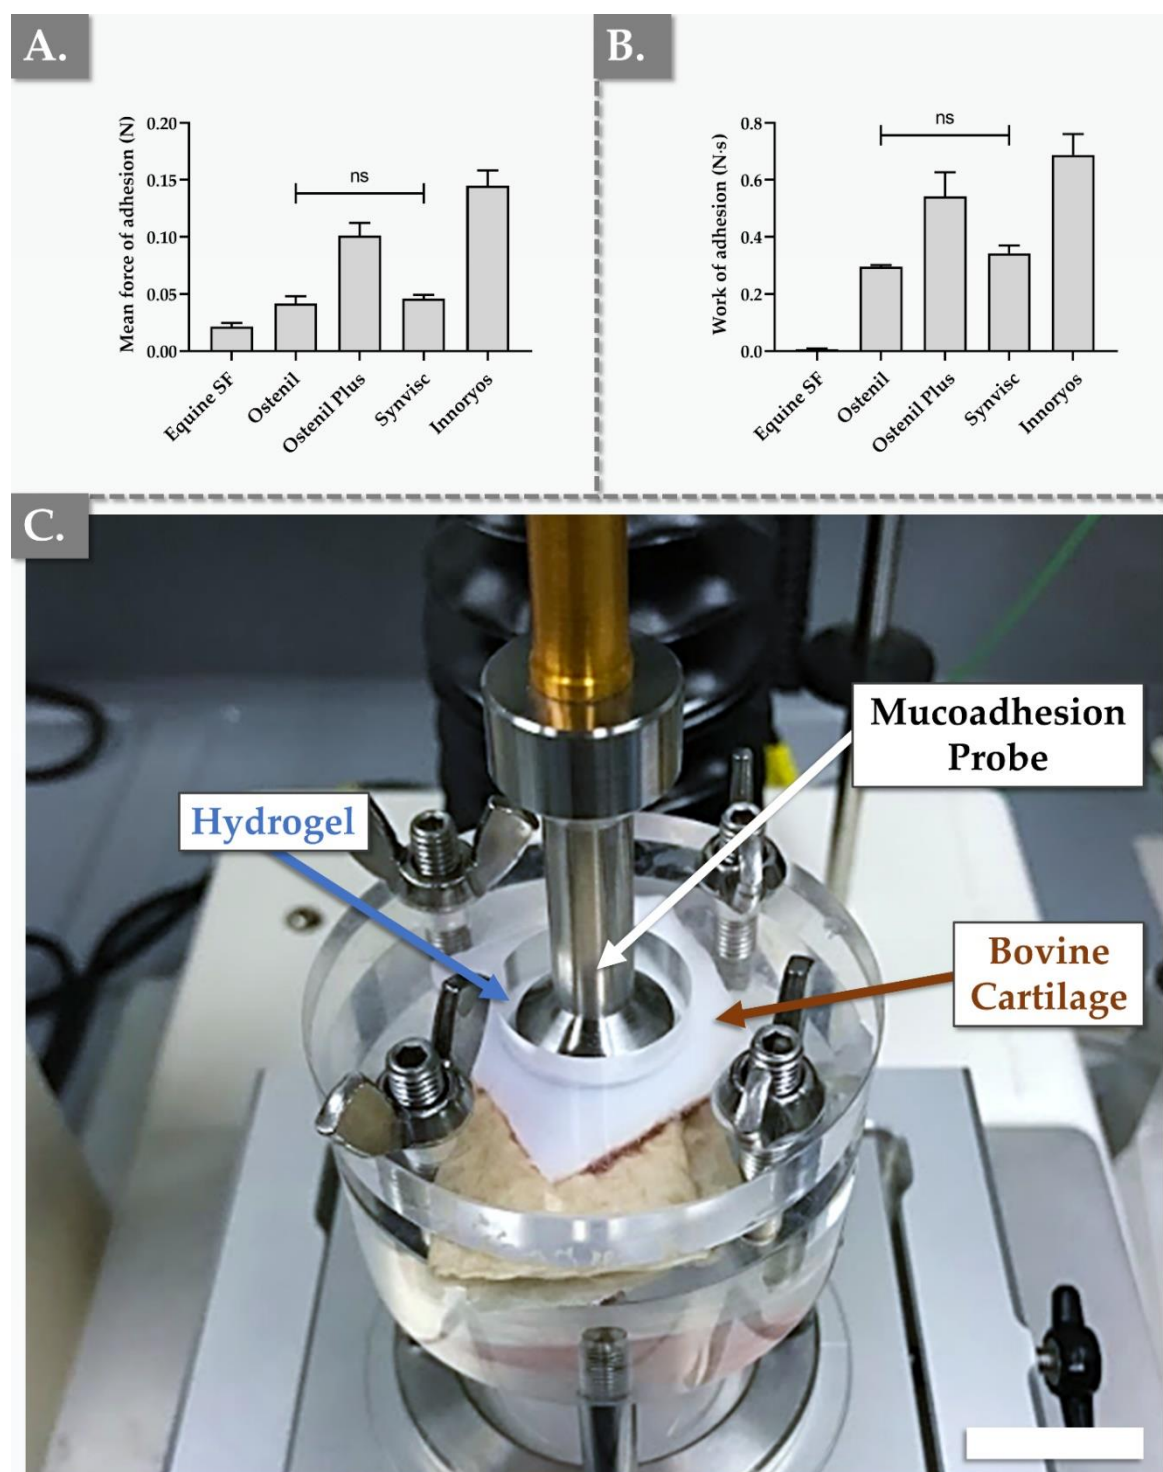 A.
Mean force of adhesion (N)
0.20
0.15
0.10
0.05
0.00
ns
Equine SF
Ostenil
Ostenil Plus
Synvisc
Innoryos
B.
Work of adhesion (N·s)
0.8
0.6
0.4
0.2
0.0
ns
Equine SF
Ostenil
Ostenil Plus
Synvisc
Innoryos
C.
Mucoadhesion
Probe
Hydrogel
Bovine
Cartilage